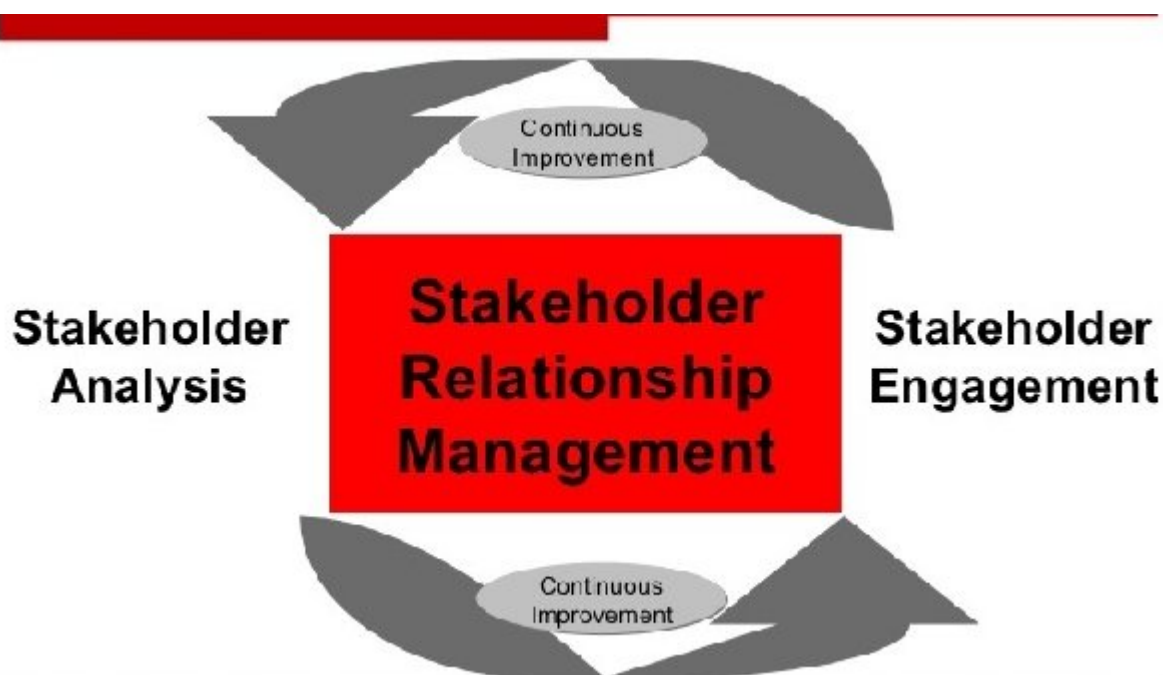 Continuous
Improvement
Stakeholder
Analysis
Stakeholder
Relationship
Management
Stakeholder
Engagement
Continuous
Improvement